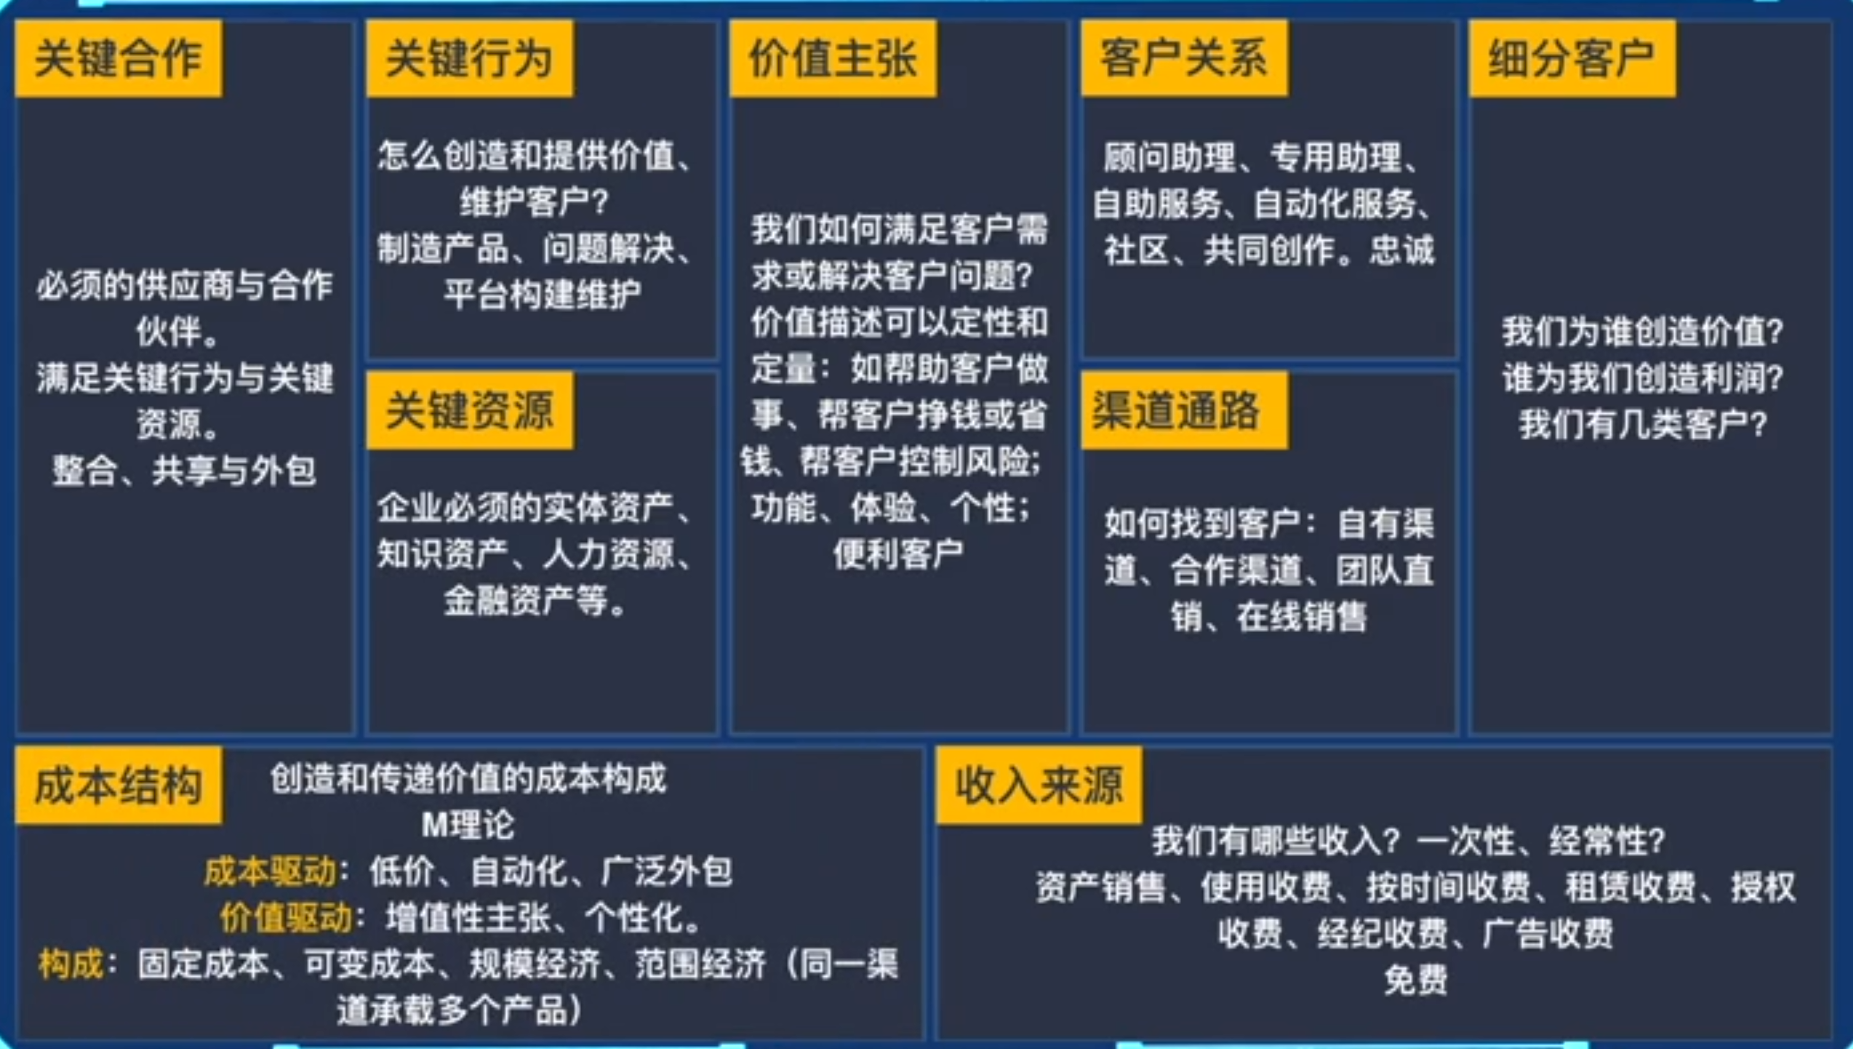 关键合作
必须的供应商与合作
伙伴。
满足关键行为与关键
资源。
整合、共享与外包
关键行为
怎么创造和提供价值、
维护客户？
制造产品、问题解决、
平台构建维护
关键资源
企业必须的实体资产、
知识资产、人力资源、
金融资产等。
价值主张
我们如何满足客户需
求或解决客户问题？
价值描述可以定性和
定量：如帮助客户做
事、帮客户挣钱或省
钱、帮客户控制风险；
功能、体验、个性；
便利客户
客户关系
顾问助理、专用助理、
自助服务、自动化服务、
社区、共同创作。忠诚
渠道通路
如何找到客户：自有渠
道、合作渠道、团队直
销、在线销售
细分客户
我们为谁创造价值？
谁为我们创造利润？
我们有几类客户？
成本结构
创造和传递价值的成本构成
M理论
成本驱动：低价、自动化、广泛外包
价值驱动：增值性主张、个性化。
构成：固定成本、可变成本、规模经济、范围经济（同一渠
道承载多个产品）
收入来源
我们有哪些收入？一次性、经常性？
资产销售、使用收费、按时间收费、租赁收费、授权
收费、经纪收费、广告收费
免费